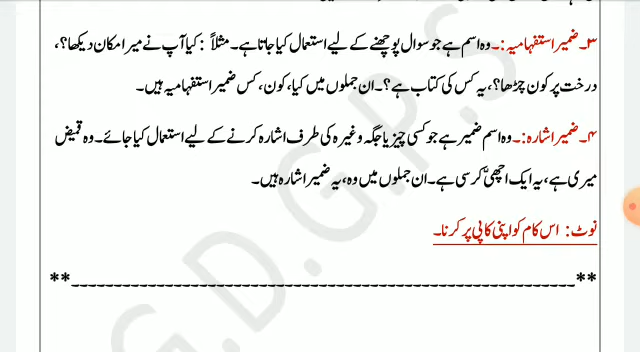 ۳۔ ضمیر استفہامیہ:۔ وہ اسم ہے جو سوال پوچھنے کے لیے استعمال کیا جاتا ہے۔ مثلاً : کیا آپ نے میرا مکان دیکھا؟،
درخت پر کون چڑھا؟، یہ کس کی کتاب ہے؟۔ ان جملوں میں کیا، کون، کس ضمیر استفہامیہ ہیں۔
۴۔ ضمیر اشارہ:۔ وہ اسم ضمیر ہے جو کسی چیز یا جگہ وغیرہ کی طرف اشارہ کرنے کے لیے استعمال کیا جائے۔ وہ قمیض
میری ہے، یہ ایک اچھی کرسی ہے۔ ان جملوں میں وہ، یہ ضمیر اشارہ ہیں۔
نوٹ: اس کام کو اپنی کاپی پر کرنا۔
**۔۔۔۔۔۔۔۔۔۔۔۔۔۔۔۔۔۔۔۔۔۔۔۔۔۔۔۔۔۔۔۔۔۔۔۔۔۔۔۔۔۔۔۔۔۔۔۔۔۔۔۔۔۔۔۔۔۔**
G.D.G.P.S